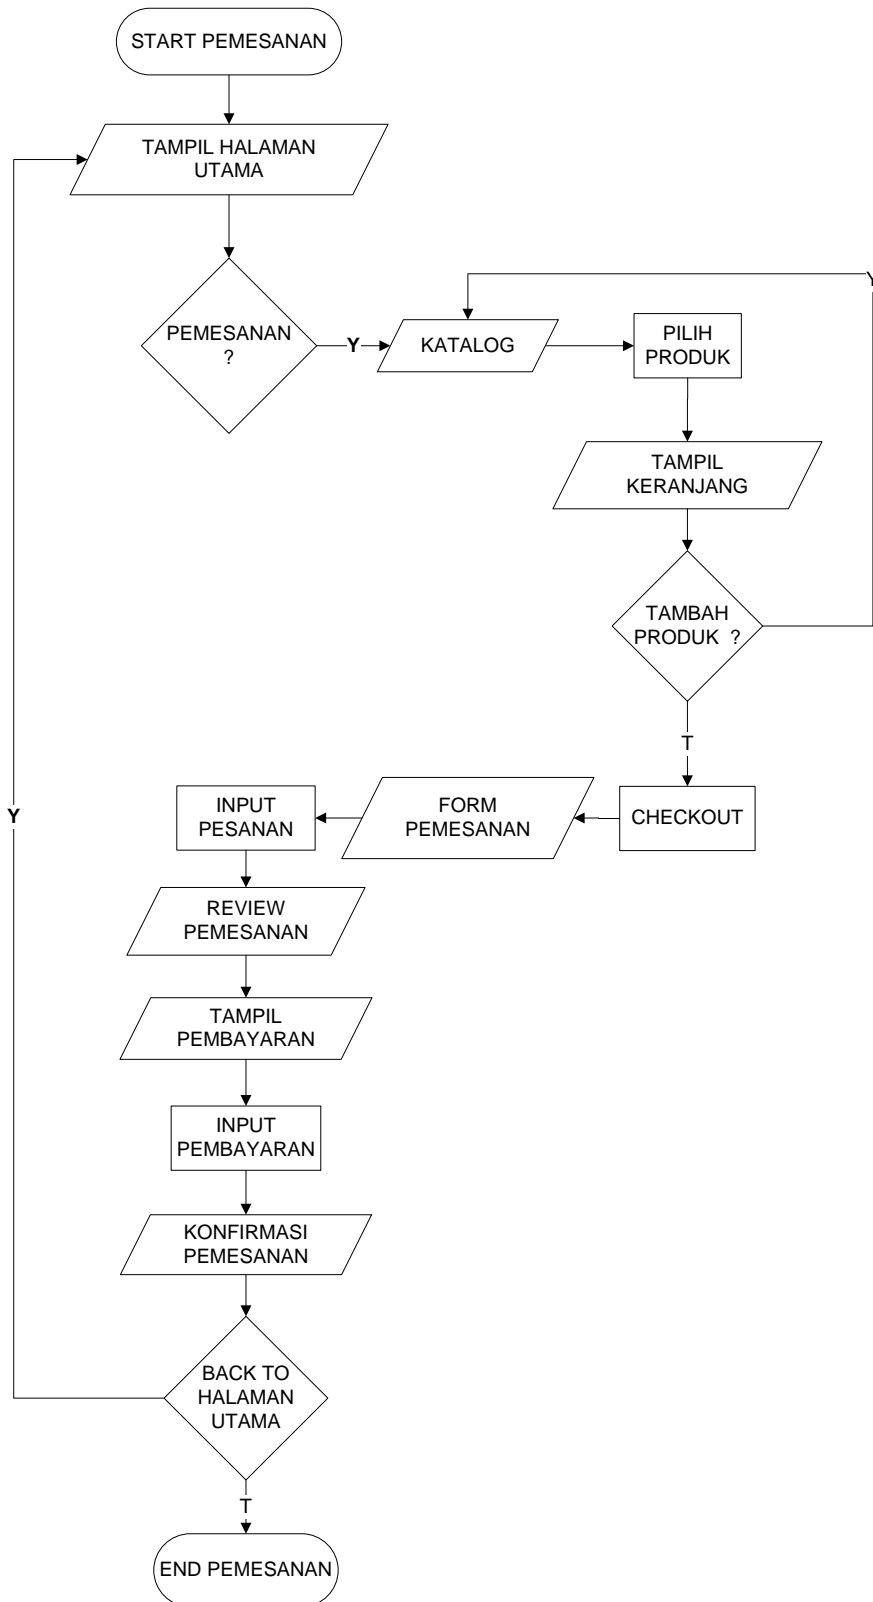 START PEMESANAN
TAMPIL HALAMAN
UTAMA
PEMESANAN
?
Y
KATALOG
PILIH
PRODUK
Y
TAMPIL
KERANJANG
TAMBAH
PRODUK ?
T
CHECKOUT
FORM
PEMESANAN
INPUT
PESANAN
Y
REVIEW
PEMESANAN
TAMPIL
PEMBAYARAN
INPUT
PEMBAYARAN
KONFIRMASI
PEMESANAN
BACK TO
HALAMAN
UTAMA
T
END PEMESANAN